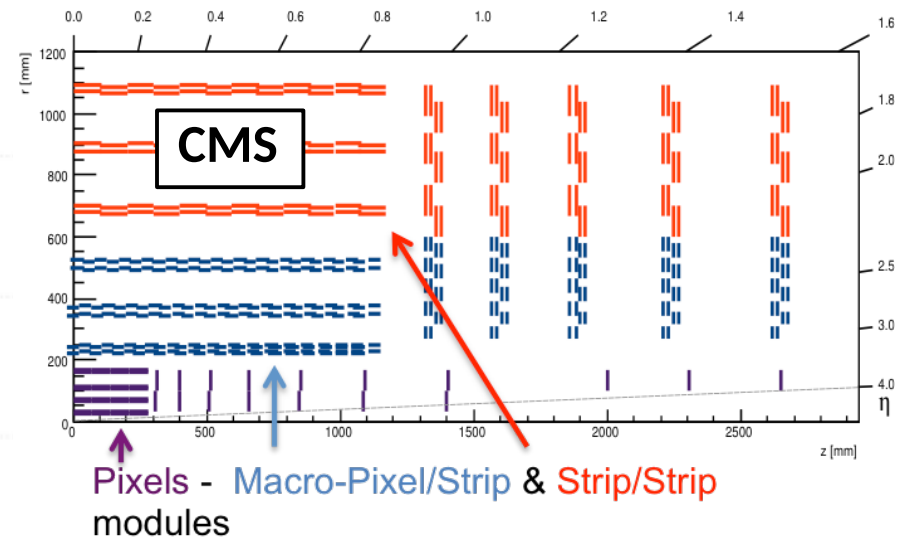 0.0 0.2 0.4 0.6 0.8 1.0 1.2 1.4 1.6
r [mm]
1200
1000
800
600
400
200
0
CMS
1.8
2.0
2.5
3.0
4.0
η
0 500 1000 1500 2000 2500
z [mm]
Pixels - Macro-Pixel/Strip & Strip/Strip
modules